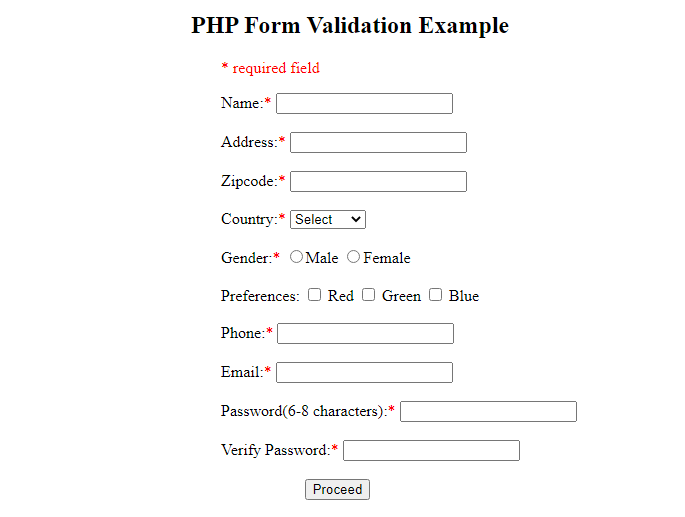 PHP Form Validation Example
* required field
Name:*
Address:*
Zipcode:*
Country:* Select
Gender:* Male Female
Preferences: Red Green Blue
Phone:*
Email:*
Password(6-8 characters):*
Verify Password:*
Proceed